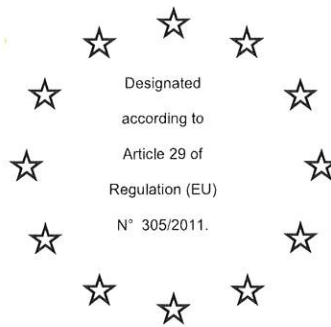 Designated
according to
Article 29 of
Regulation (EU)
N° 305/2011.